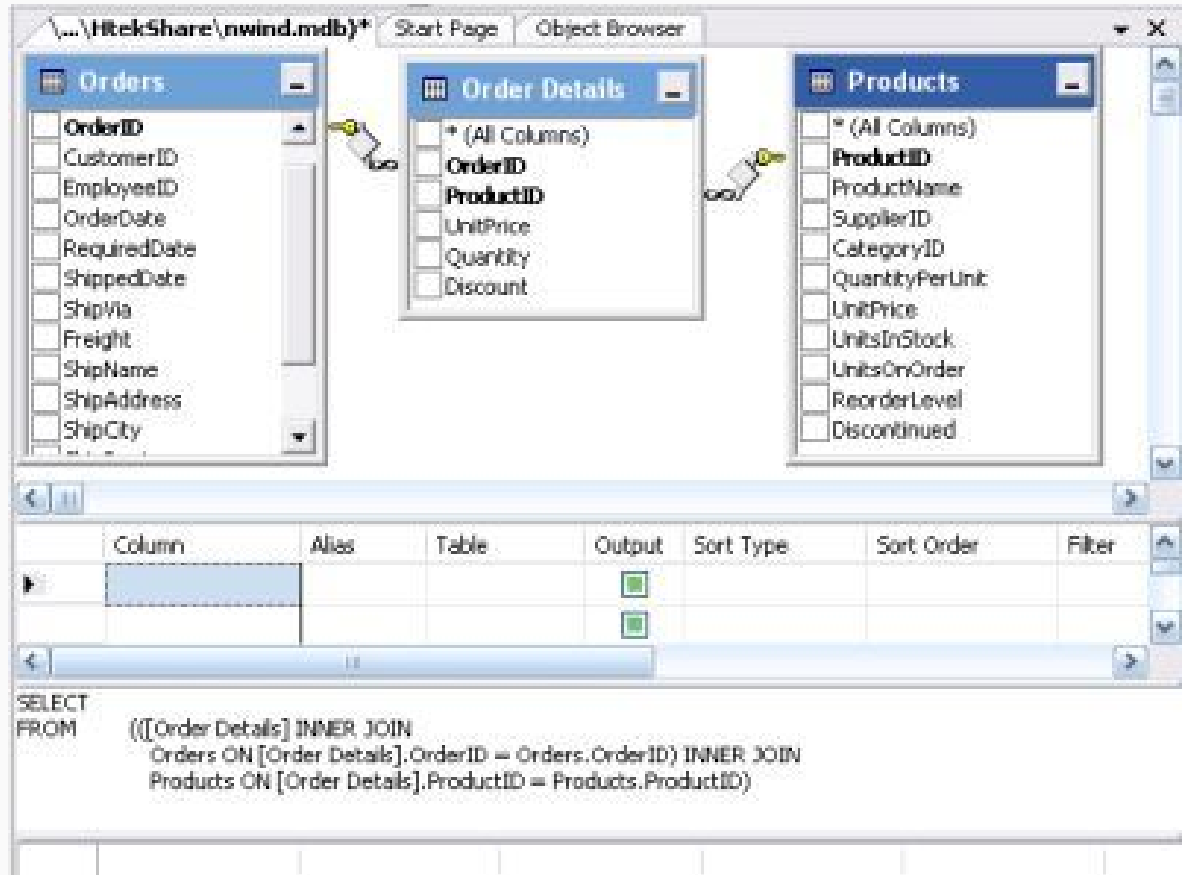 \...\HtekShare\nwind.mdb)* Start Page Object Browser
Orders
OrderID
CustomerID
EmployeeID
OrderDate
RequiredDate
ShippedDate
ShipVia
Freight
ShipName
ShipAddress
ShipCity
Order Details
* (All Columns)
OrderID
ProductID
UnitPrice
Quantity
Discount
Products
* (All Columns)
ProductID
ProductName
SupplierID
CategoryID
QuantityPerUnit
UnitPrice
UnitsInStock
UnitsOnOrder
ReorderLevel
Discontinued
Column Alias Table Output Sort Type Sort Order Filter
SELECT
FROM (([Order Details] INNER JOIN
Orders ON [Order Details].OrderID = Orders.OrderID) INNER JOIN
Products ON [Order Details].ProductID = Products.ProductID)